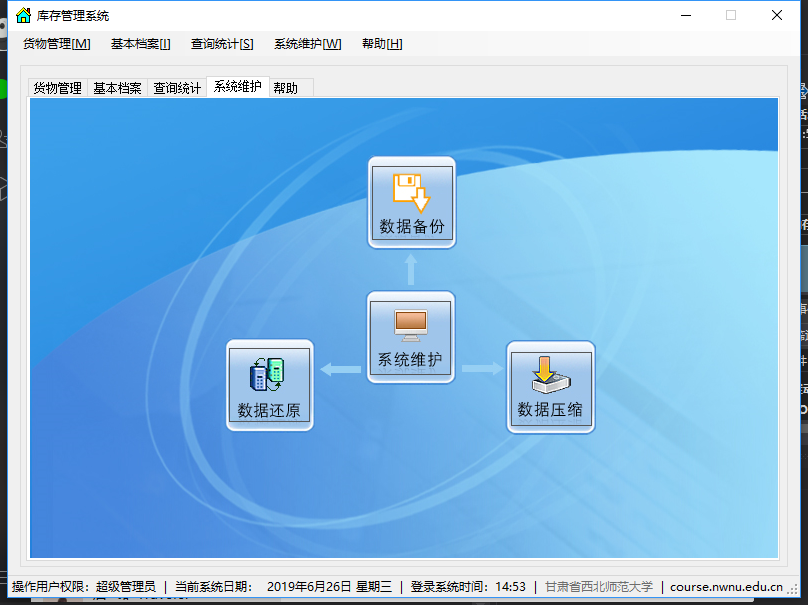 库存管理系统
货物管理[M] 基本档案[I] 查询统计[S] 系统维护[W] 帮助[H]
货物管理 基本档案 查询统计 系统维护 帮助
数据备份
系统维护
数据还原
数据压缩
操作用户权限: 超级管理员 | 当前系统日期: 2019年6月26日 星期三 | 登录系统时间: 14:53 | 甘肃省西北师范大学 | course.nwnu.edu.cn